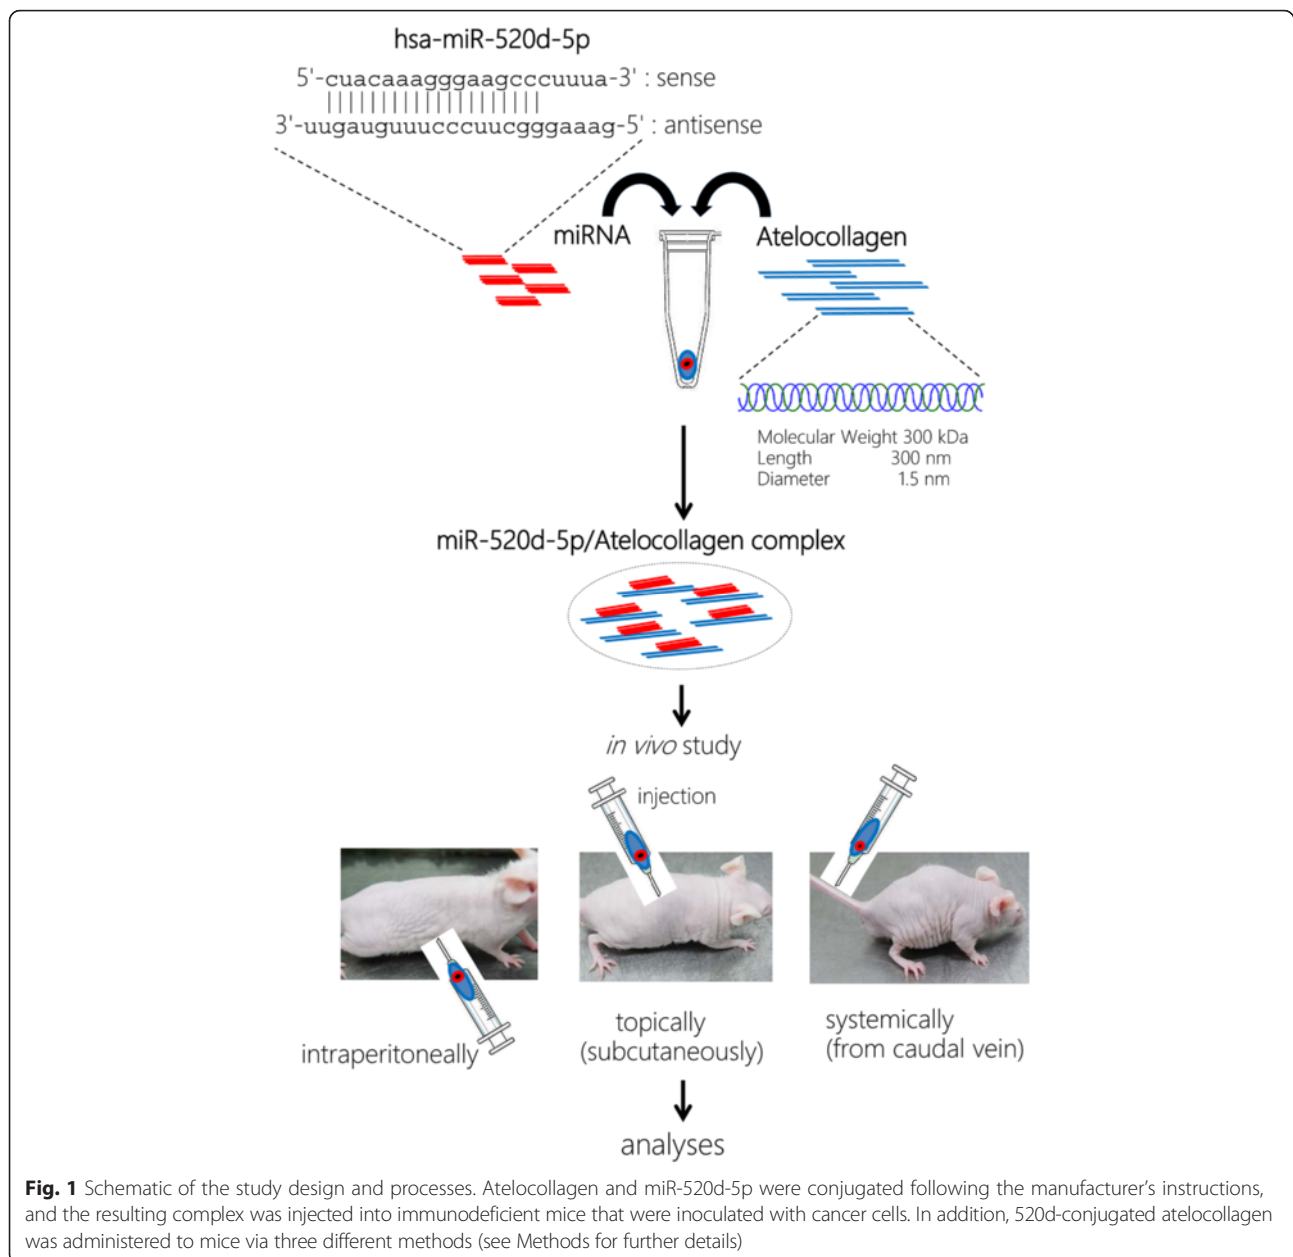 hsa-miR-520d-5p
5'-cuacaaagggaagcccuuua-3' : sense
3'-uugauguuucccuucgggaaag-5' : antisense
miRNA
Atelocollagen
Molecular Weight 300 kDa
Length 300 nm
Diameter 1.5 nm
miR-520d-5p/Atelocollagen complex
in vivo study
injection
intraperitoneally
topically
(subcutaneously)
systemically
(from caudal vein)
analyses
Fig. 1 Schematic of the study design and processes. Atelocollagen and miR-520d-5p were conjugated following the manufacturer's instructions,
and the resulting complex was injected into immunodeficient mice that were inoculated with cancer cells. In addition, 520d-conjugated atelocollagen
was administered to mice via three different methods (see Methods for further details)